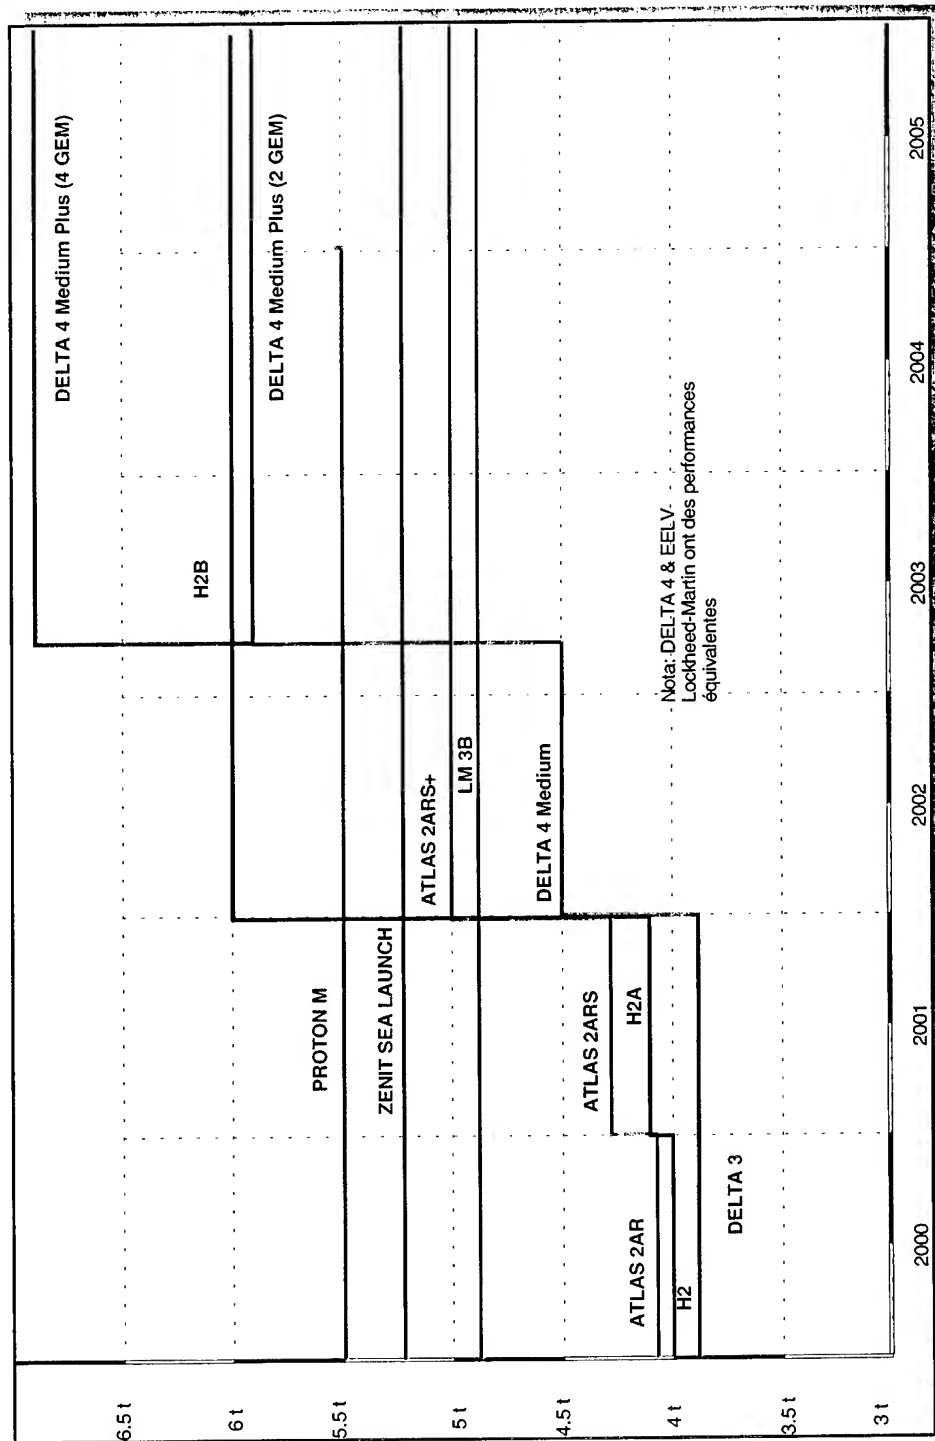 6.5 t
6 t
5.5 t
5 t
4.5 t
4 t
3.5 t
3 t
DELTA 4 Medium Plus (4 GEM)
H2B
DELTA 4 Medium Plus (2 GEM)
PROTON M
ZENIT SEA LAUNCH
ATLAS 2ARS+
LM 3B
DELTA 4 Medium
ATLAS 2ARS
H2A
ATLAS 2AR
H2
DELTA 3
Nota: DELTA 4 & EELV-
Lockheed-Martin ont des performances
équivalentes
2000
2001
2002
2003
2004
2005